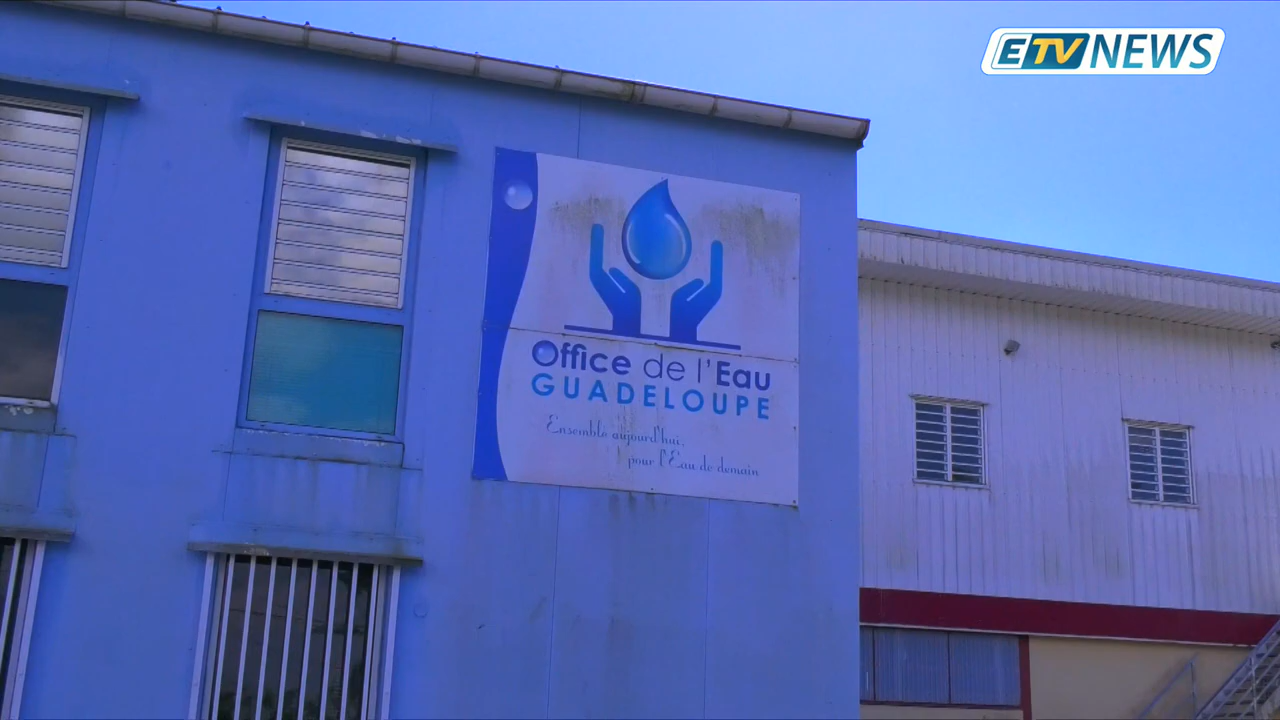 ETV NEWS
Office de l'Eau
GUADELOUPE
Ensemble aujourd'hui,
pour l'Eau de demain